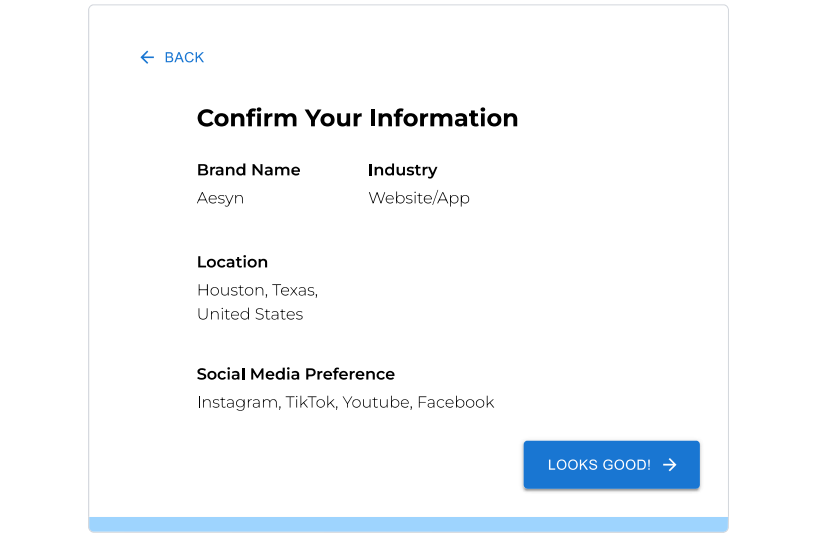 BACK
Confirm Your Information
Brand Name
Aesyn
Industry
Website/App
Location
Houston, Texas,
United States
Social Media Preference
Instagram, TikTok, Youtube, Facebook
LOOKS GOOD!